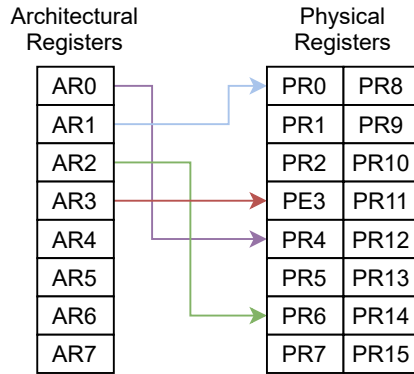 Architectural
Registers
Physical
Registers
AR0
AR1
AR2
AR3
AR4
AR5
AR6
AR7
PR0 PR8
PR1 PR9
PR2 PR10
PE3 PR11
PR4 PR12
PR5 PR13
PR6 PR14
PR7 PR15